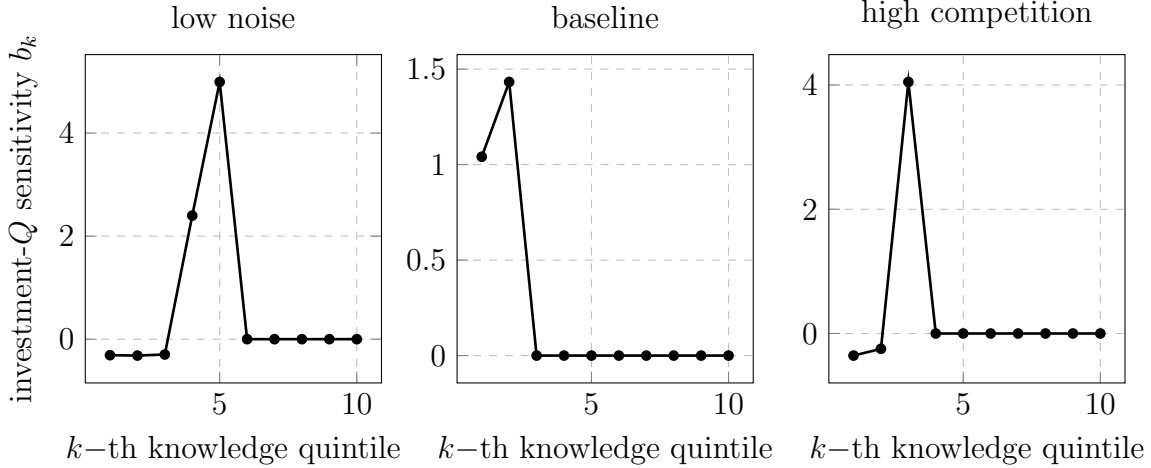 low noise
baseline
high competition
investment-Q sensitivity b_k
4
2
0
5
10
1.5
1
0.5
0
5
10
4
2
0
5
10
k−th knowledge quintile
k−th knowledge quintile
k−th knowledge quintile